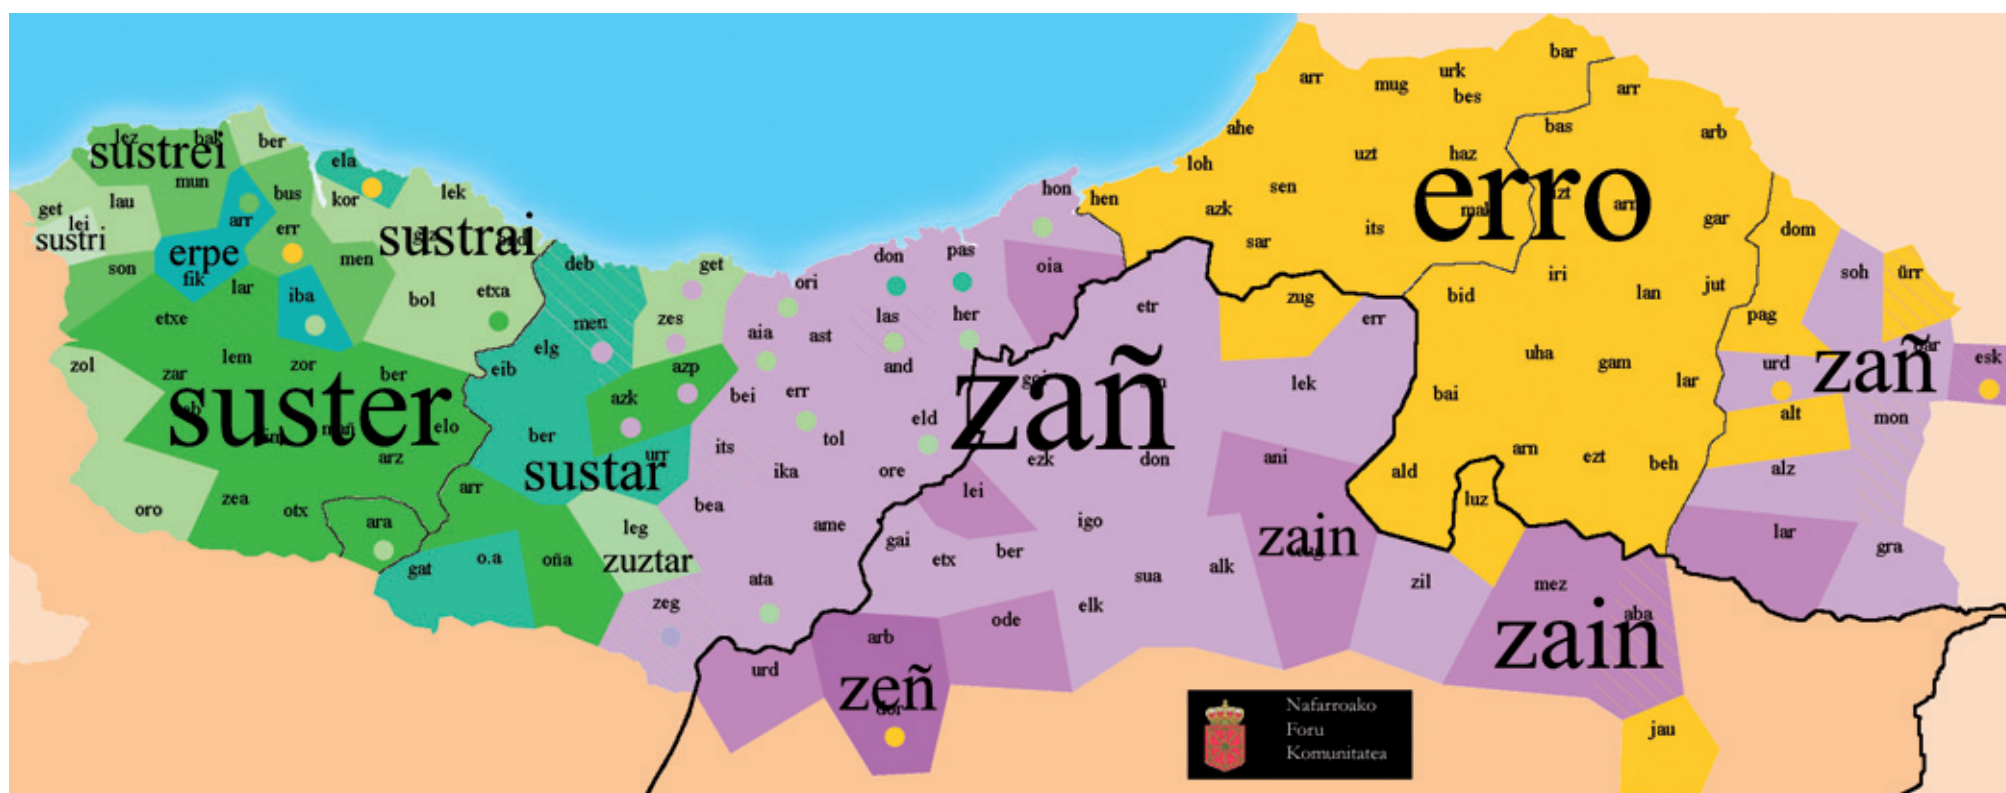 bar
urk
arr
mug
bes
arr
ahe
bas
arb
lez
bak
ber
sustrei
mun
ela
uzt
haz
loh
bus
kor
lek
hon
hen
sen
erro
lau
get
lei
sustri
arr
err
azk
mak
arm
gar
sustrai
sar
its
dom
son
erpe
fik
men
deb
get
don
pas
oia
soh
ürr
lar
iba
bol
etxa
ori
iri
bid
lan
jut
zug
etr
err
pag
etxe
men
zes
aia
ast
las
her
zañ
zol
lem
zor
zar
ber
elg
eib
azp
and
uha
gam
lar
urd
zañ
esk
suster
elo
azk
bei
err
eld
lek
bai
alt
mon
arz
ber
sustar
urr
its
tol
ika
ore
ezk
don
ani
ald
arn
ezt
beh
alz
oro
zea
otx
ara
arr
leg
bea
ame
lei
igo
luz
lar
gat
o.a
oña
zuztar
ata
gai
etx
ber
sua
alk
zain
zil
mez
gra
zeg
arb
ode
elk
aba
zain
urd
zeñ
dor
jau
Nafarroako
Foru
Komunitatea